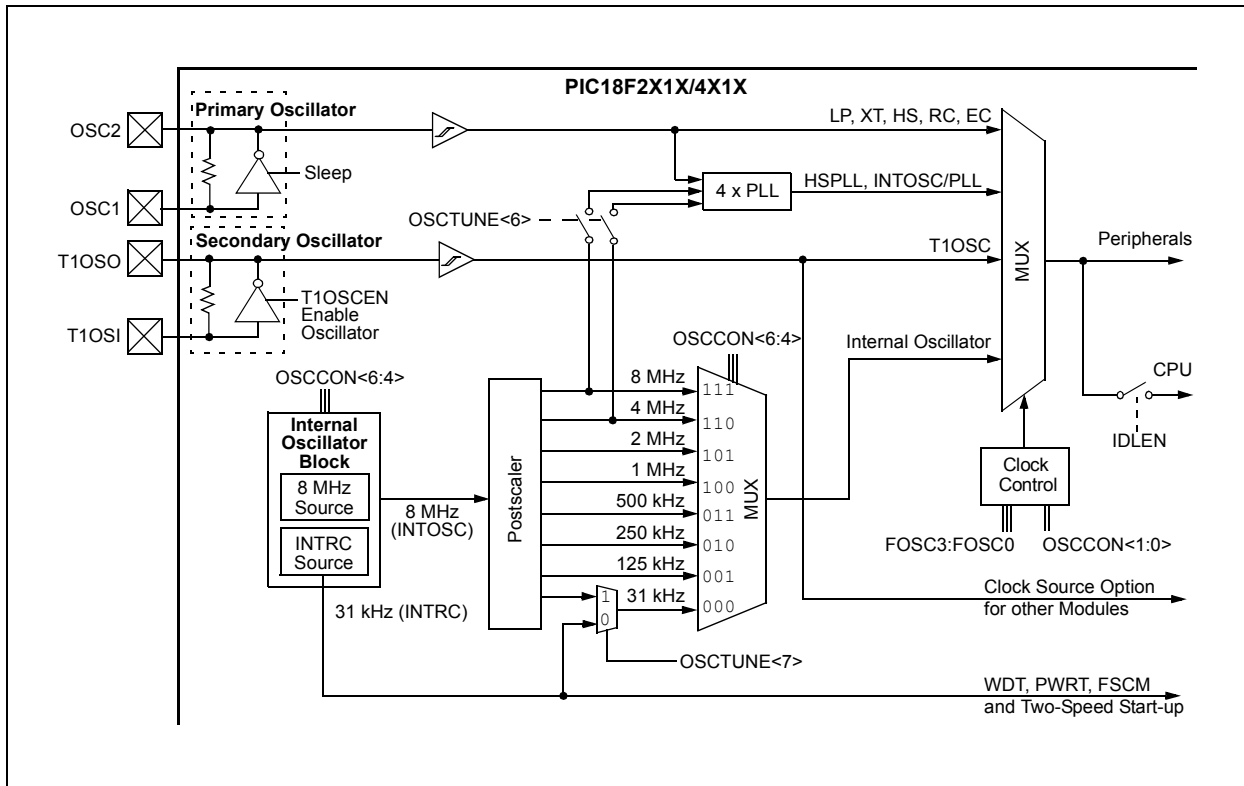 PIC18F2X1X/4X1X
Primary Oscillator
OSC2
Sleep
OSC1
LP, XT, HS, RC, EC
4 x PLL
HSPLL, INTOSC/PLL
OSCTUNE<6>
Secondary Oscillator
T1OSO
T1OSCEN
Enable
Oscillator
T1OSI
T1OSC
MUX
Peripherals
Internal Oscillator
CPU
IDLEN
Clock
Control
FOSC3:FOSC0
OSCCON<1:0>
Clock Source Option
for other Modules
OSCCON<6:4>
Internal
Oscillator
Block
8 MHz
Source
INTRC
Source
8 MHz
(INTOSC)
31 kHz (INTRC)
Postscaler
OSCCON<6:4>
8 MHz
111
4 MHz
110
2 MHz
101
1 MHz
100
500 kHz
011
250 kHz
010
125 kHz
001
31 kHz
000
MUX
1
0
OSCTUNE<7>
WDT, PWRT, FSCM
and Two-Speed Start-up